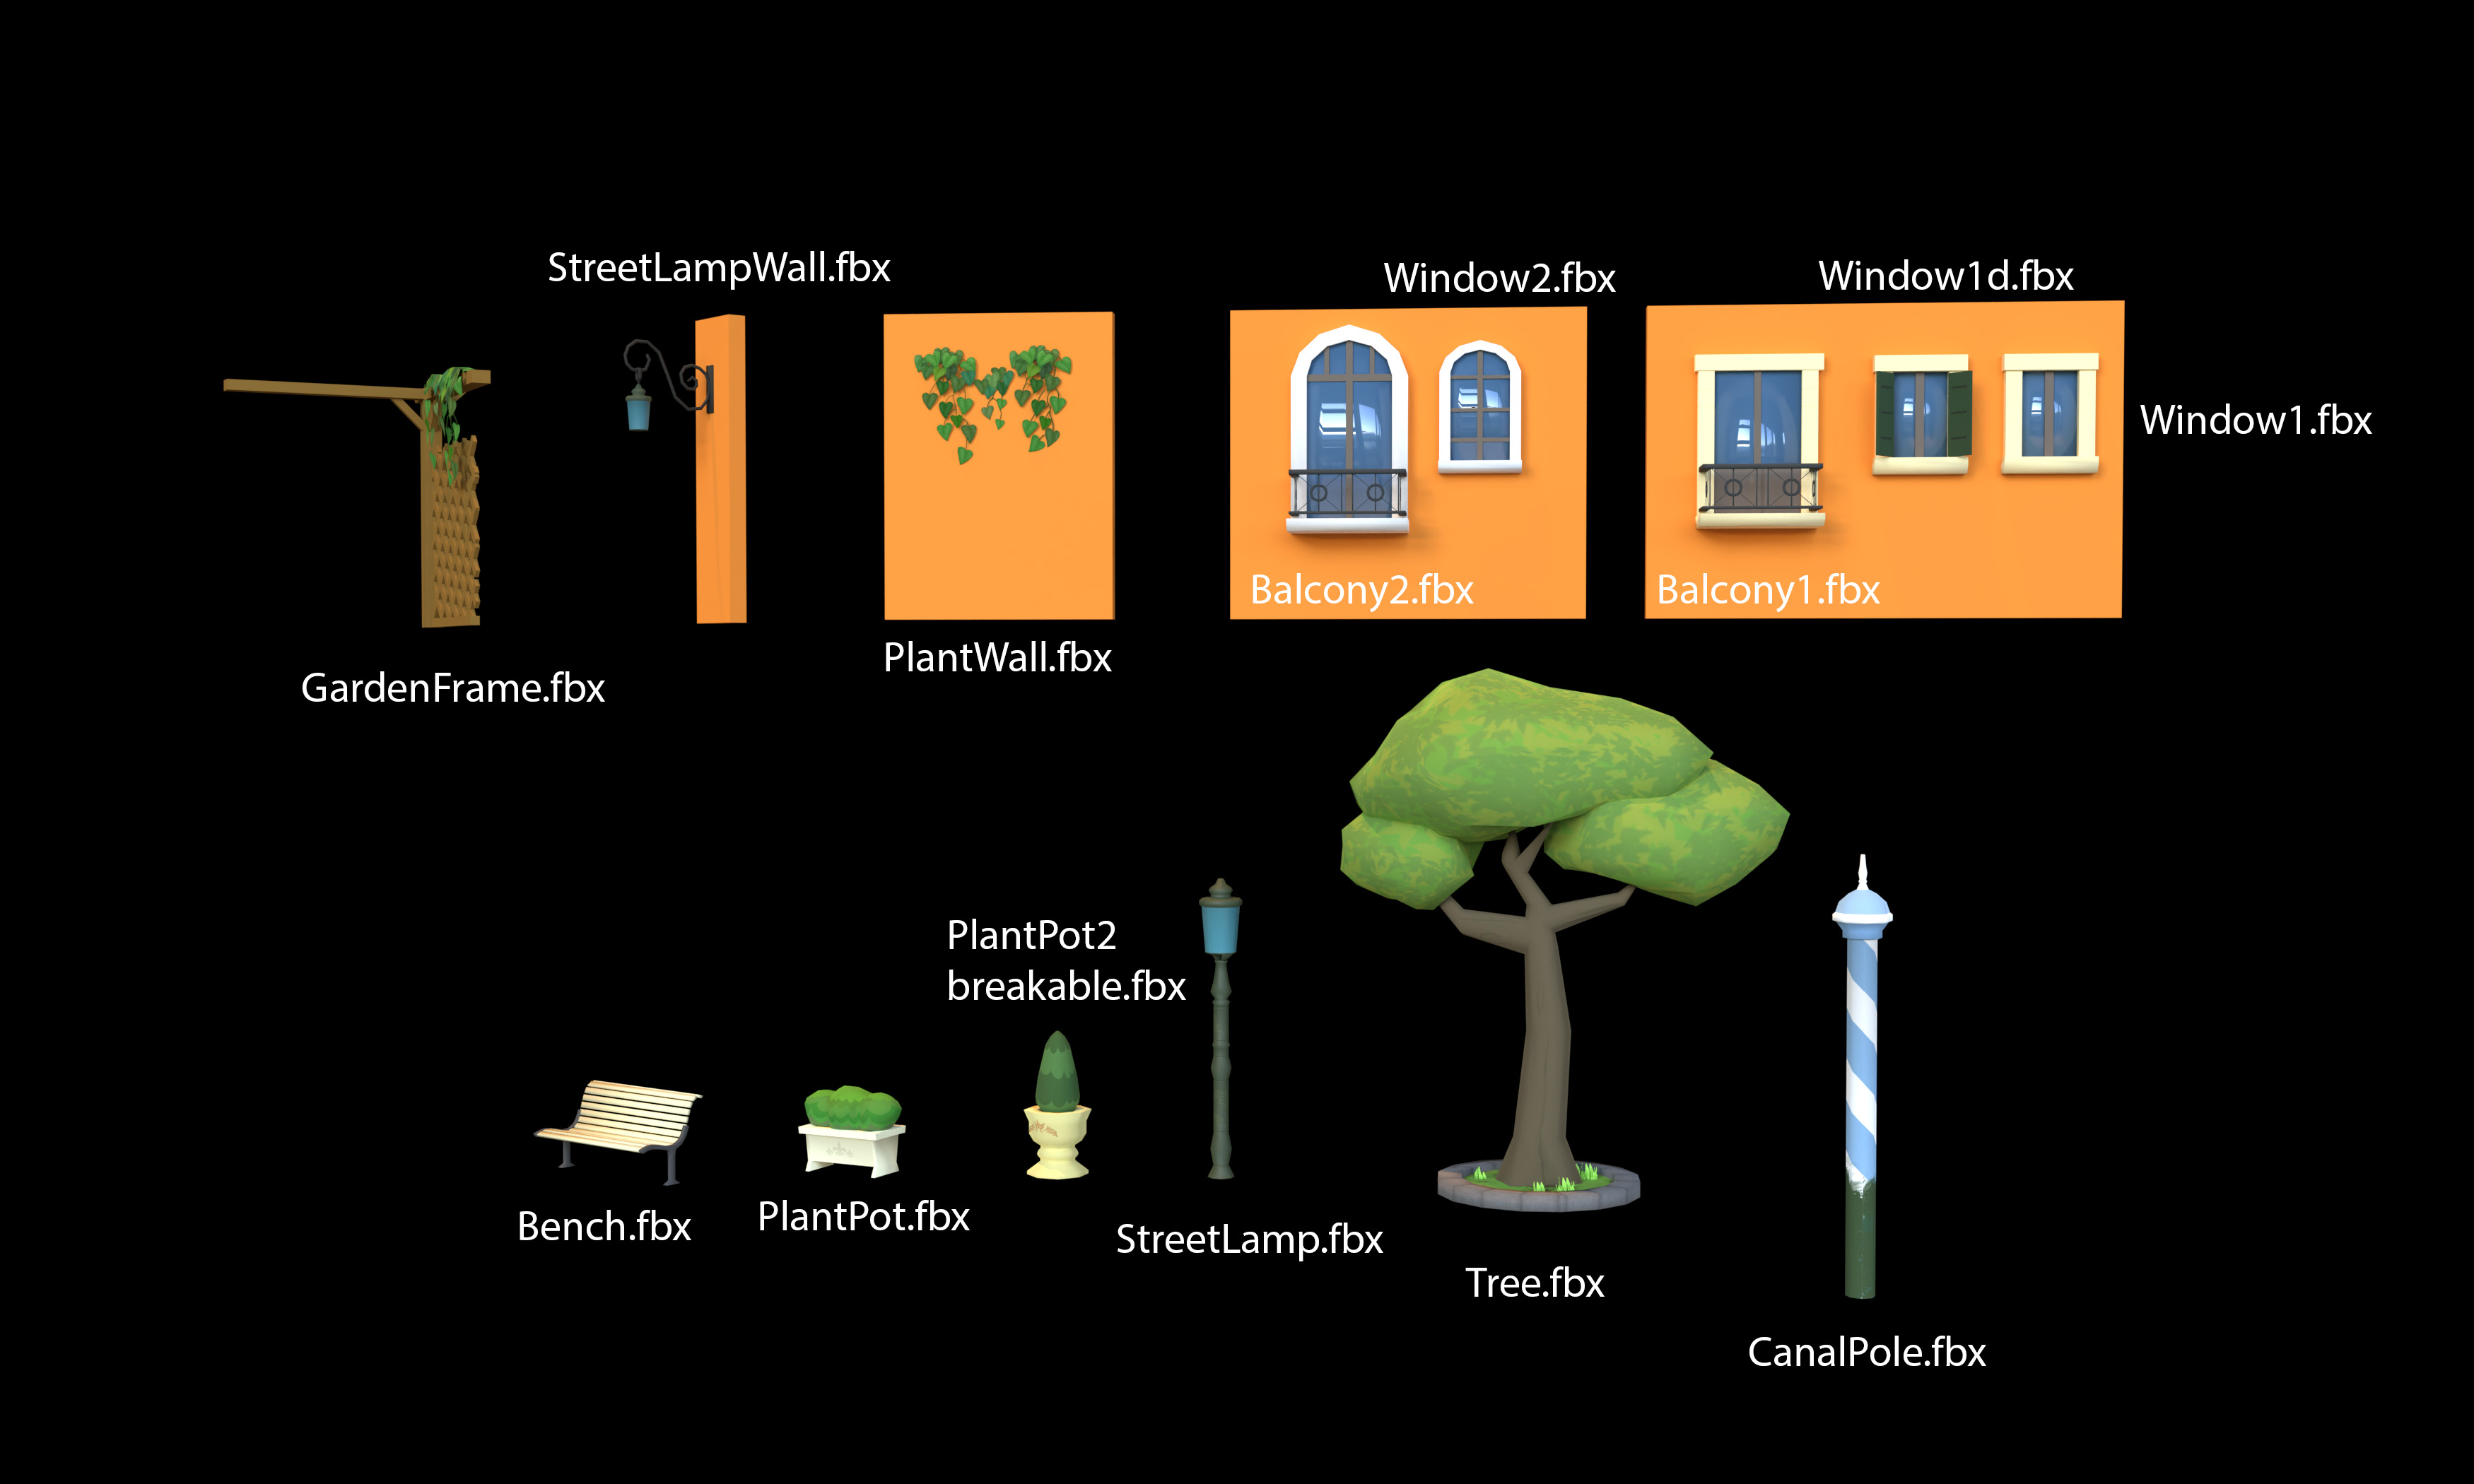 StreetLampWall.fbx
Window2.fbx
Window1d.fbx
Window1.fbx
Balcony2.fbx
Balcony1.fbx
PlantWall.fbx
GardenFrame.fbx
PlantPot2
breakable.fbx
Bench.fbx
PlantPot.fbx
StreetLamp.fbx
Tree.fbx
CanalPole.fbx